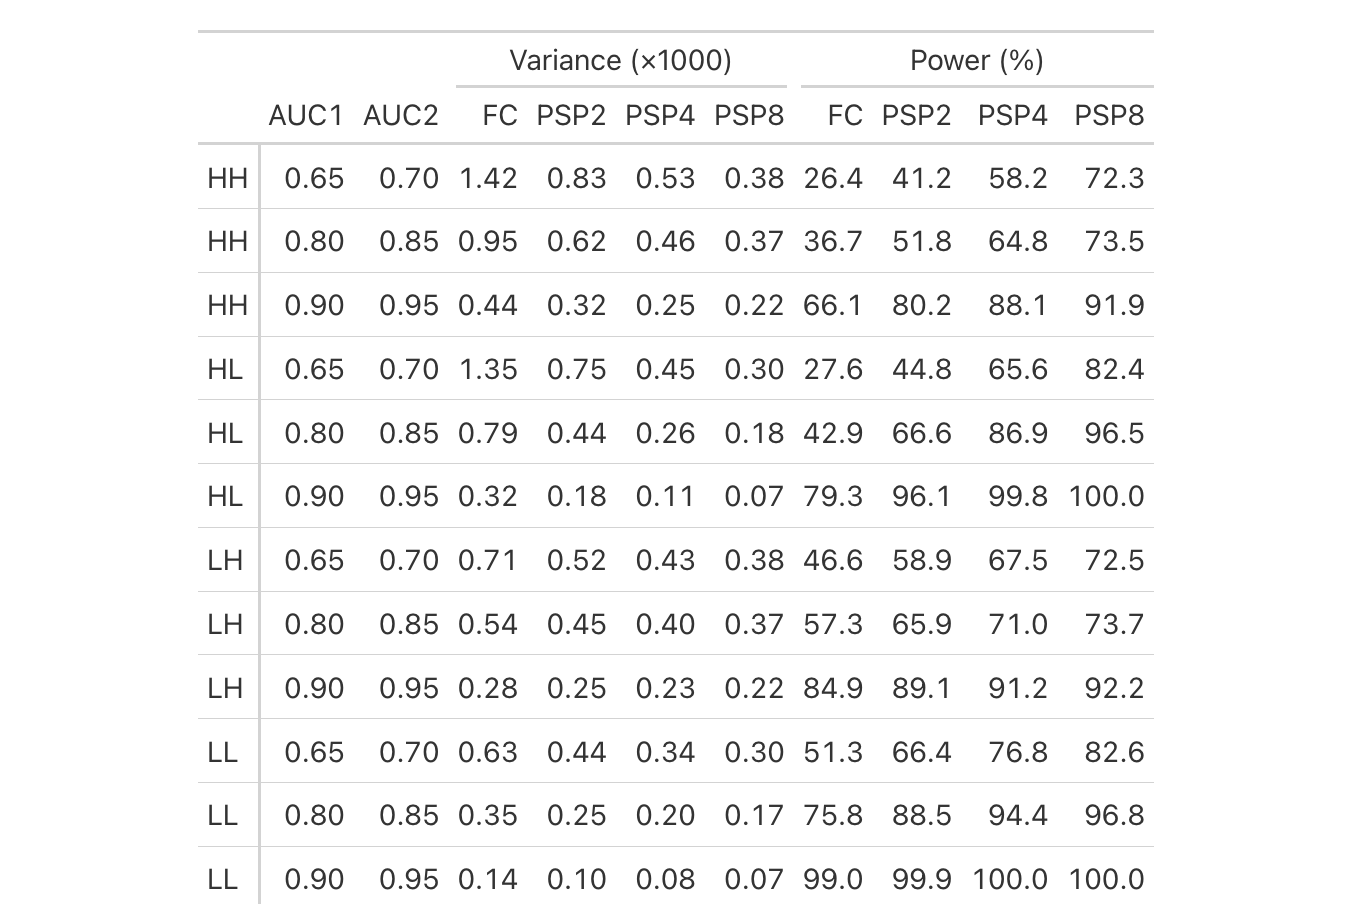 Variance (×1000) Power (%)
AUC1 AUC2 FC PSP2 PSP4 PSP8 FC PSP2 PSP4 PSP8
HH 0.65 0.70 1.42 0.83 0.53 0.38 26.4 41.2 58.2 72.3
HH 0.80 0.85 0.95 0.62 0.46 0.37 36.7 51.8 64.8 73.5
HH 0.90 0.95 0.44 0.32 0.25 0.22 66.1 80.2 88.1 91.9
HL 0.65 0.70 1.35 0.75 0.45 0.30 27.6 44.8 65.6 82.4
HL 0.80 0.85 0.79 0.44 0.26 0.18 42.9 66.6 86.9 96.5
HL 0.90 0.95 0.32 0.18 0.11 0.07 79.3 96.1 99.8 100.0
LH 0.65 0.70 0.71 0.52 0.43 0.38 46.6 58.9 67.5 72.5
LH 0.80 0.85 0.54 0.45 0.40 0.37 57.3 65.9 71.0 73.7
LH 0.90 0.95 0.28 0.25 0.23 0.22 84.9 89.1 91.2 92.2
LL 0.65 0.70 0.63 0.44 0.34 0.30 51.3 66.4 76.8 82.6
LL 0.80 0.85 0.35 0.25 0.20 0.17 75.8 88.5 94.4 96.8
LL 0.90 0.95 0.14 0.10 0.08 0.07 99.0 99.9 100.0 100.0